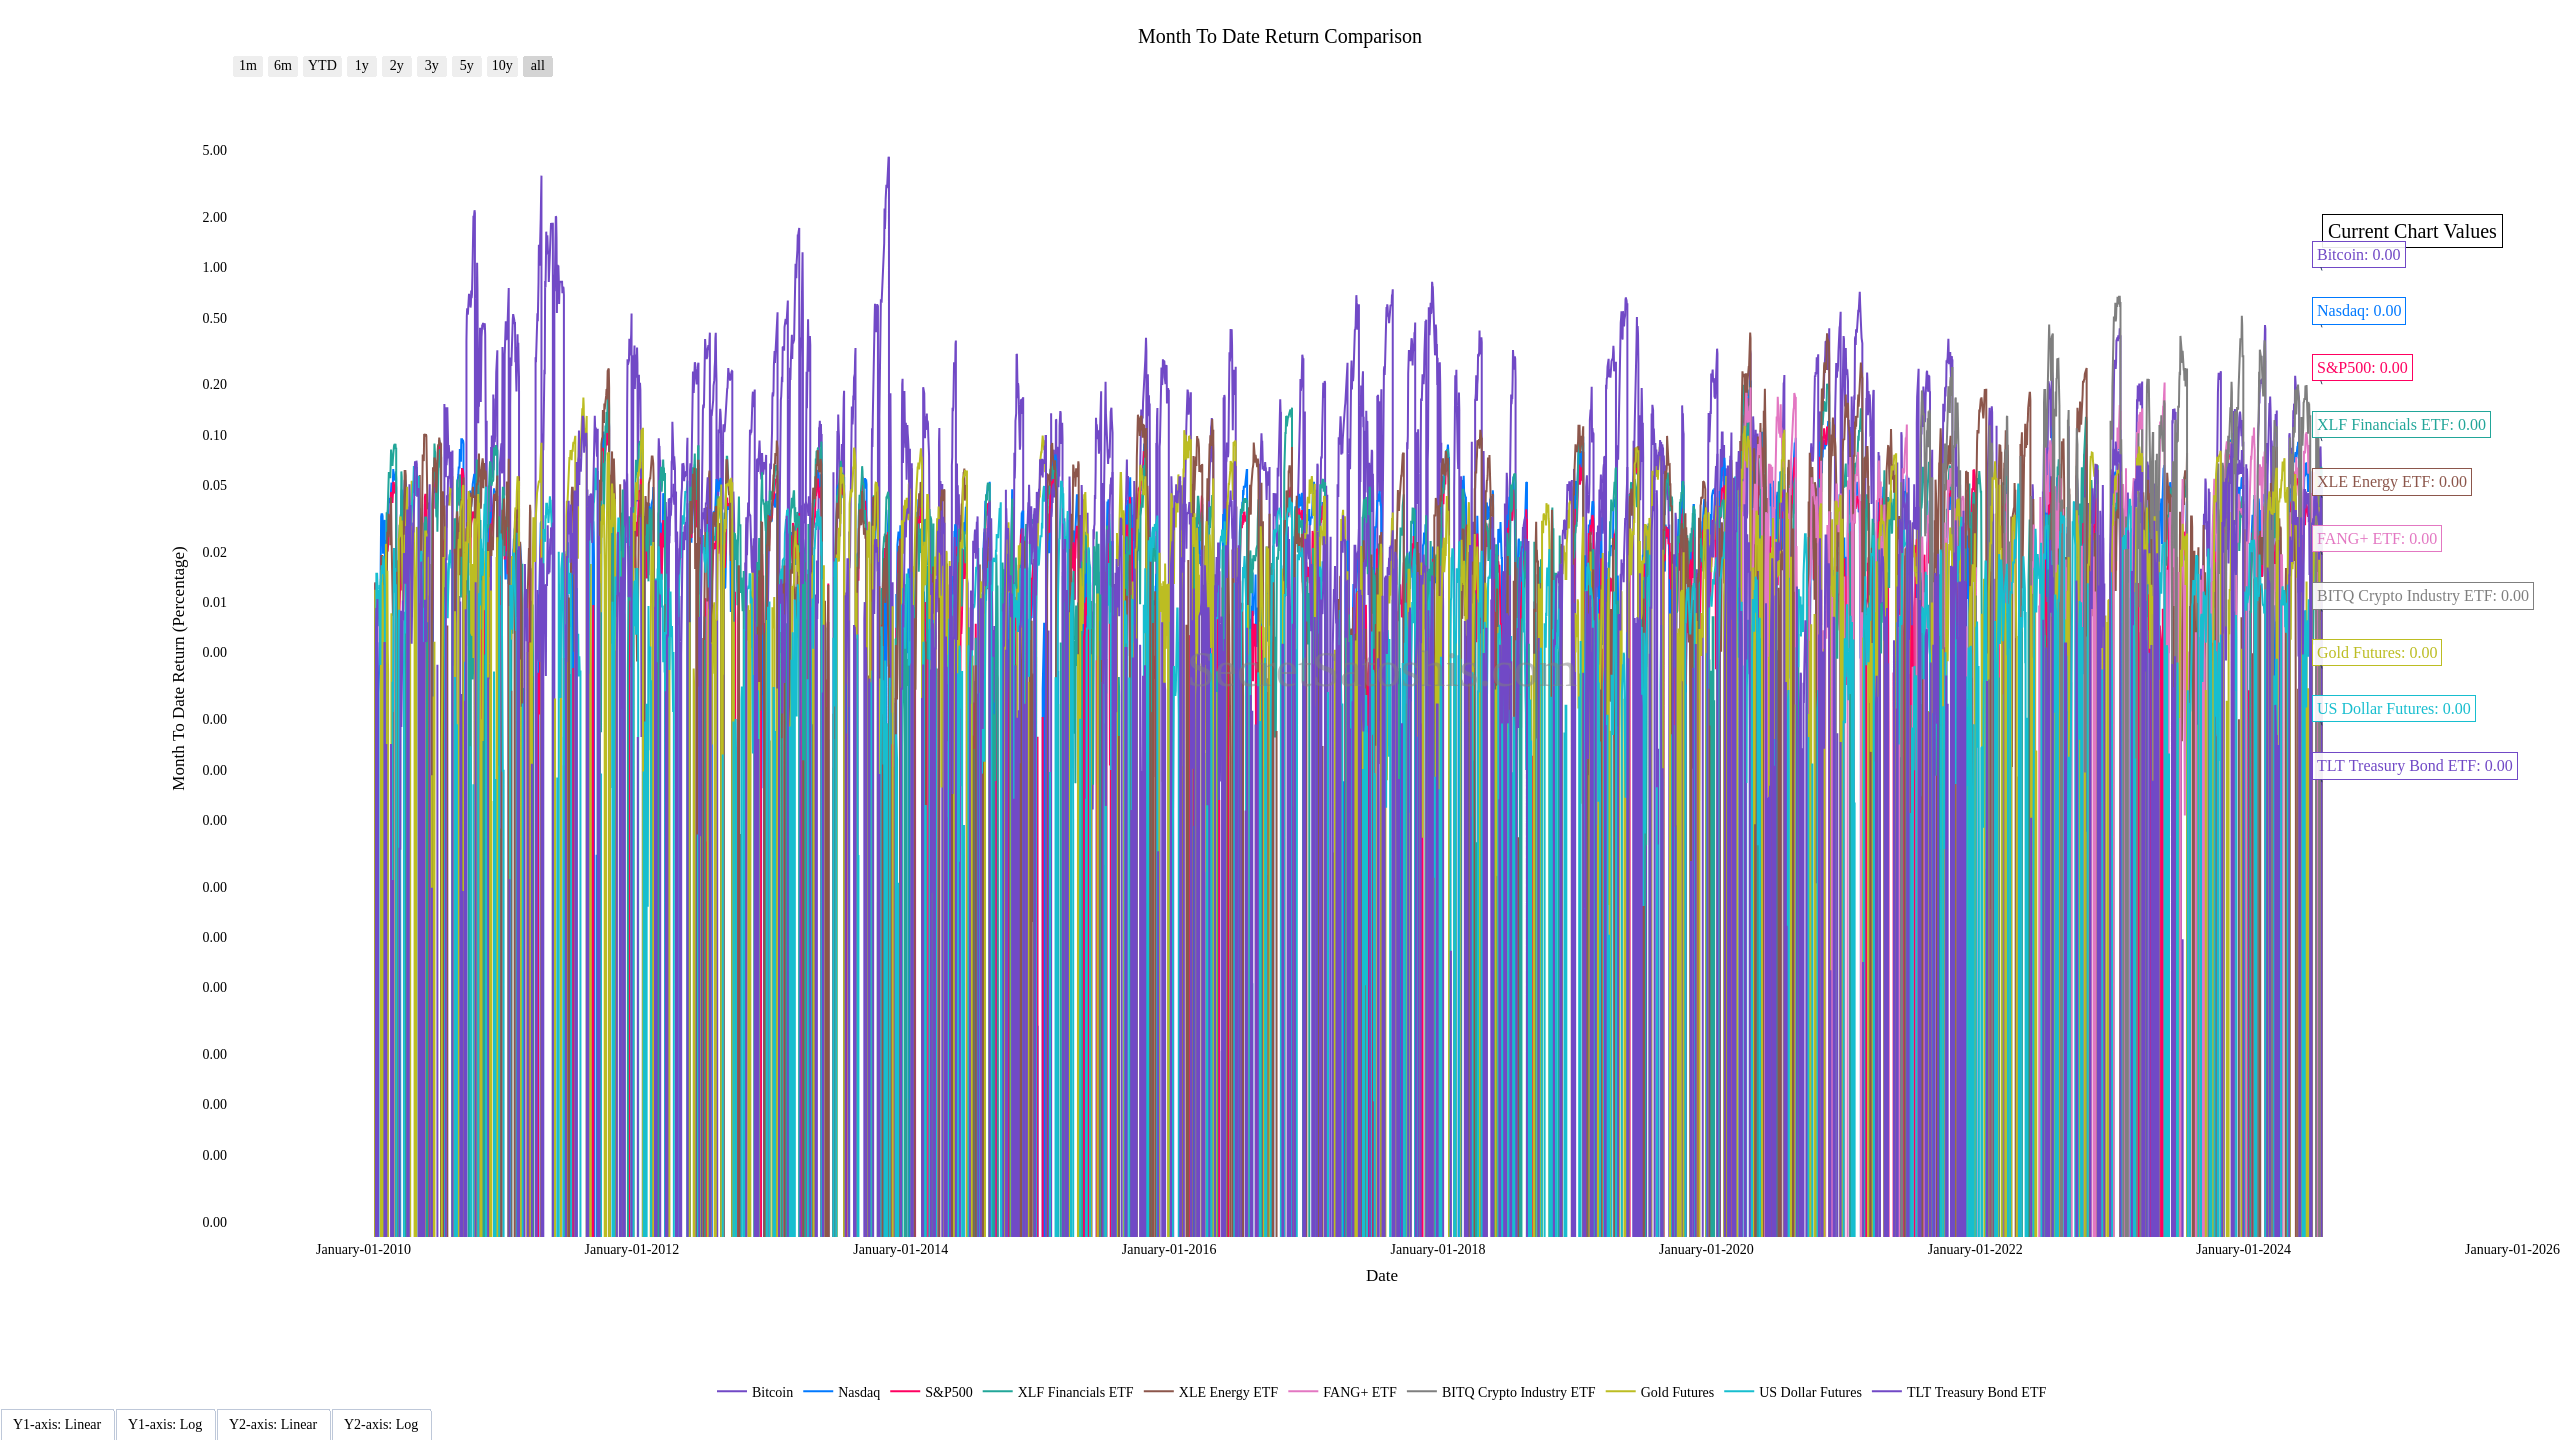 Month To Date Return Comparison
1m 6m YTD 1y 2y 3y 5y 10y all
5.00
2.00
1.00
0.50
0.20
0.10
0.05
0.02
0.01
0.00
0.00
0.00
0.00
0.00
0.00
0.00
0.00
0.00
0.00
0.00
Month To Date Return (Percentage)
Current Chart Values
Bitcoin: 0.00
Nasdaq: 0.00
S&P500: 0.00
XLF Financials ETF: 0.00
XLE Energy ETF: 0.00
FANG+ ETF: 0.00
BITQ Crypto Industry ETF: 0.00
Gold Futures: 0.00
US Dollar Futures: 0.00
TLT Treasury Bond ETF: 0.00
January-01-2010 January-01-2012 January-01-2014 January-01-2016 January-01-2018 January-01-2020 January-01-2022 January-01-2024 January-01-2026
Date
Bitcoin Nasdaq S&P500 XLF Financials ETF XLE Energy ETF FANG+ ETF BITQ Crypto Industry ETF Gold Futures US Dollar Futures TLT Treasury Bond ETF
Y1-axis: Linear Y1-axis: Log Y2-axis: Linear Y2-axis: Log